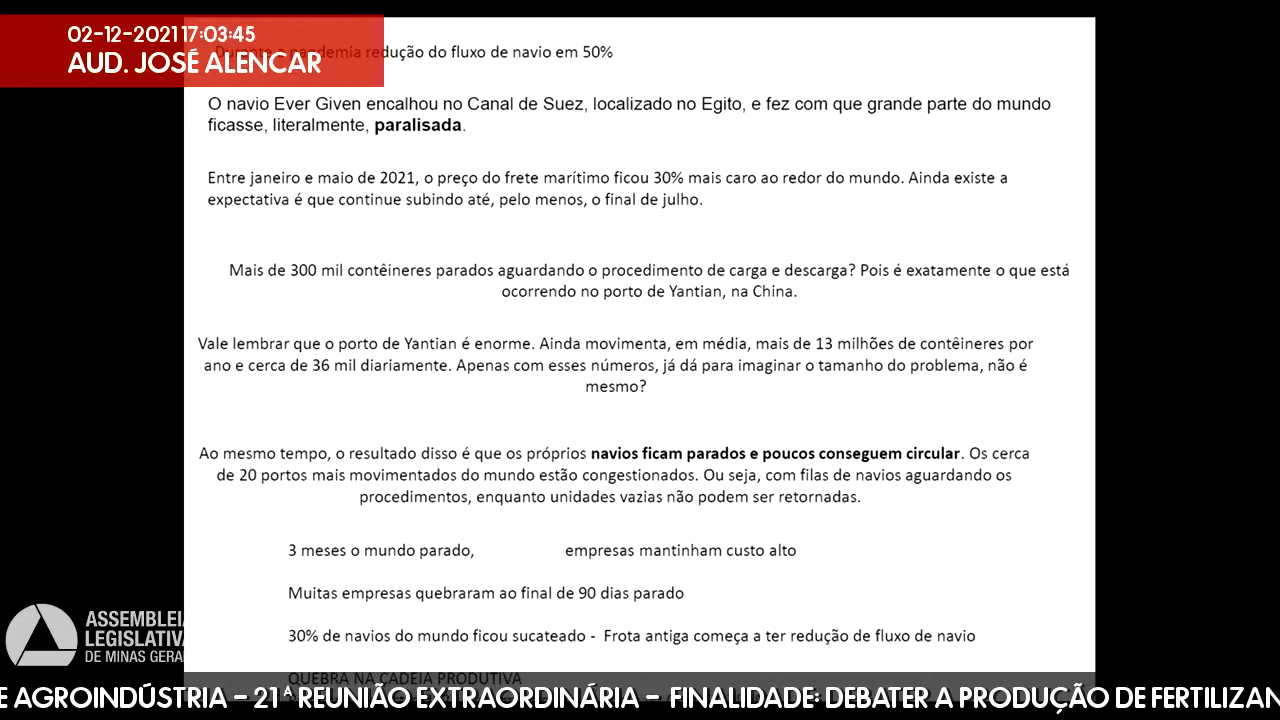 02-12-2021 17:03:45
AUD. JOSÉ ALENCAR
Durante a pandemia redução do fluxo de navio em 50%
O navio Ever Given encalhou no Canal de Suez, localizado no Egito, e fez com que grande parte do mundo
ficasse, literalmente, paralisada.
Entre janeiro e maio de 2021, o preço do frete marítimo ficou 30% mais caro ao redor do mundo. Ainda existe a
expectativa é que continue subindo até, pelo menos, o final de julho.
Mais de 300 mil contêineres parados aguardando o procedimento de carga e descarga? Pois é exatamente o que está
ocorrendo no porto de Yantian, na China.
Vale lembrar que o porto de Yantian é enorme. Ainda movimenta, em média, mais de 13 milhões de contêineres por
ano e cerca de 36 mil diariamente. Apenas com esses números, já dá para imaginar o tamanho do problema, não é
mesmo?
Ao mesmo tempo, o resultado disso é que os próprios navios ficam parados e poucos conseguem circular. Os cerca
de 20 portos mais movimentados do mundo estão congestionados. Ou seja, com filas de navios aguardando os
procedimentos, enquanto unidades vazias não podem ser retornadas.
3 meses o mundo parado, empresas mantinham custo alto
Muitas empresas quebraram ao final de 90 dias parado
30% de navios do mundo ficou sucateado - Frota antiga começa a ter redução de fluxo de navio
QUEBRA NA CADEIA PRODUTIVA
ASSEMBLEIA
LEGISLATIVA
DE MINAS GERAI
E AGROINDÚSTRIA - 21ª REUNIÃO EXTRAORDINÁRIA - FINALIDADE: DEBATER A PRODUÇÃO DE FERTILIZAN